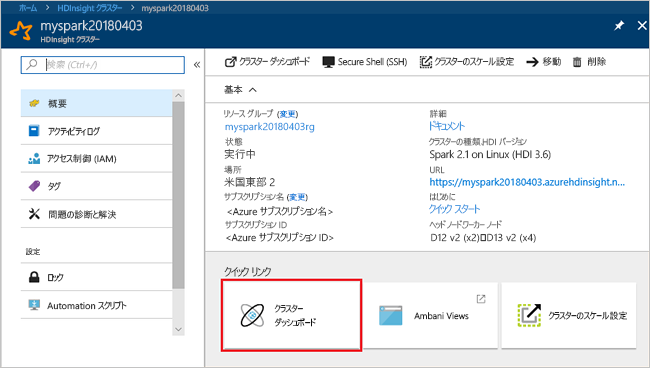 ホーム > HDInsight クラスター > myspark20180403
myspark20180403
HDInsight クラスター
検索 (Ctrl+/)
概要
アクティビティログ
アクセス制御 (IAM)
タグ
問題の診断と解決
設定
ロック
Automation スクリプト
クラスター ダッシュボード
Secure Shell (SSH)
クラスターのスケール設定
移動
削除
基本
リソース グループ (変更)
myspark20180403rg
状態
実行中
場所
米国東部 2
サブスクリプション名 (変更)
<Azure サブスクリプション名>
サブスクリプション ID
<Azure サブスクリプション ID>
詳細
ドキュメント
クラスターの種類.HDI バージョン
Spark 2.1 on Linux (HDI 3.6)
URL
https://myspark20180403.azurehdinsight.n...
はじめに
クイック スタート
ヘッド ノードワーカー ノード
D12 v2 (x2)ロD13 v2 (x4)
クイック リンク
クラスター
ダッシュボード
Ambani Views
クラスターのスケール設定